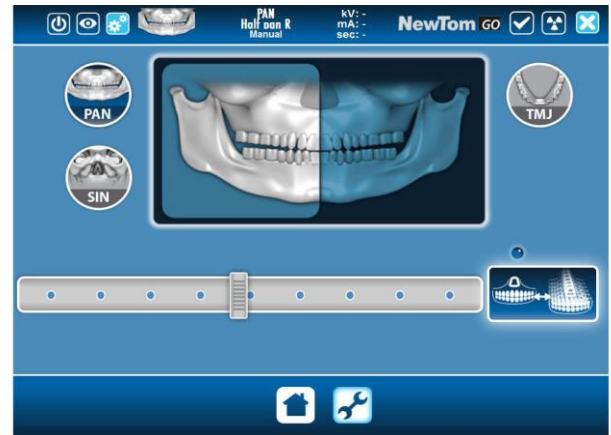 PAN
Half pan R
Manual
kV: -
mA: -
sec: -
NewTom GO
PAN
TMJ
SIN